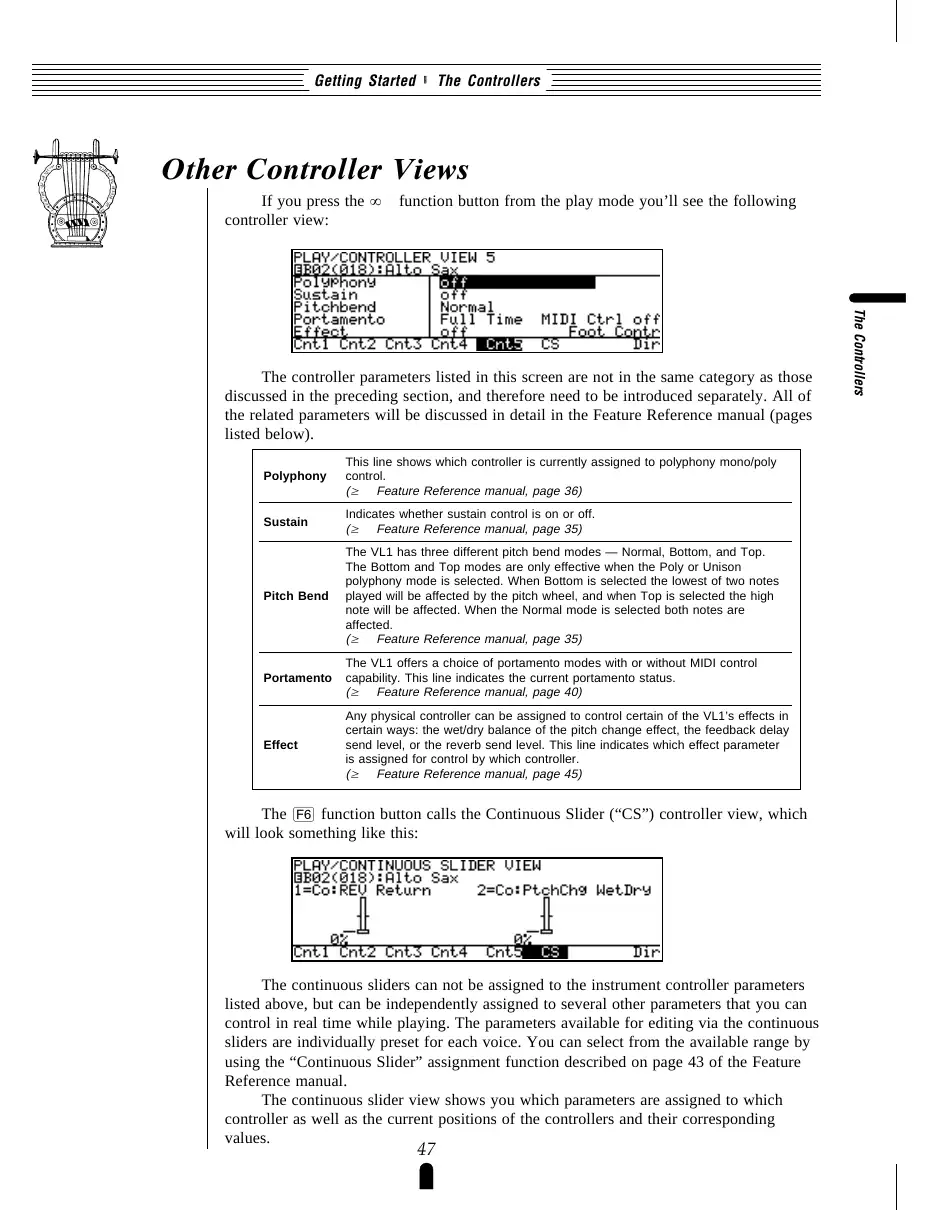 Getting Started The Controllers
Other Controller Views
If you press the ∞ function button from the play mode you’ll see the following
controller view:
PLAY/CONTROLLER VIEW 5
EB02(018):Alto Sax
Polyphony off
Sustain off
Pitchbend Normal
Portamento Full Time MIDI Ctrl off
Effect off Foot Contr
Cnt1 Cnt2 Cnt3 Cnt4 Cnt5 CS Dir
The Controllers
The controller parameters listed in this screen are not in the same category as those
discussed in the preceding section, and therefore need to be introduced separately. All of
the related parameters will be discussed in detail in the Feature Reference manual (pages
listed below).
Polyphony
This line shows which controller is currently assigned to polyphony mono/poly
control.
(≥ Feature Reference manual, page 36)
Sustain
Indicates whether sustain control is on or off.
(≥ Feature Reference manual, page 35)
Pitch Bend
The VL1 has three different pitch bend modes — Normal, Bottom, and Top.
The Bottom and Top modes are only effective when the Poly or Unison
polyphony mode is selected. When Bottom is selected the lowest of two notes
played will be affected by the pitch wheel, and when Top is selected the high
note will be affected. When the Normal mode is selected both notes are
affected.
(≥ Feature Reference manual, page 35)
Portamento
The VL1 offers a choice of portamento modes with or without MIDI control
capability. This line indicates the current portamento status.
(≥ Feature Reference manual, page 40)
Effect
Any physical controller can be assigned to control certain of the VL1’s effects in
certain ways: the wet/dry balance of the pitch change effect, the feedback delay
send level, or the reverb send level. This line indicates which effect parameter
is assigned for control by which controller.
(≥ Feature Reference manual, page 45)
The F6 function button calls the Continuous Slider (“CS”) controller view, which
will look something like this:
PLAY/CONTINUOUS SLIDER VIEW
EB02(018):Alto Sax
1=Co:REV Return 2=Co:PtchChg WetDry
0% 0%
Cnt1 Cnt2 Cnt3 Cnt4 Cnt5 CS Dir
The continuous sliders can not be assigned to the instrument controller parameters
listed above, but can be independently assigned to several other parameters that you can
control in real time while playing. The parameters available for editing via the continuous
sliders are individually preset for each voice. You can select from the available range by
using the “Continuous Slider” assignment function described on page 43 of the Feature
Reference manual.
The continuous slider view shows you which parameters are assigned to which
controller as well as the current positions of the controllers and their corresponding
values.
47